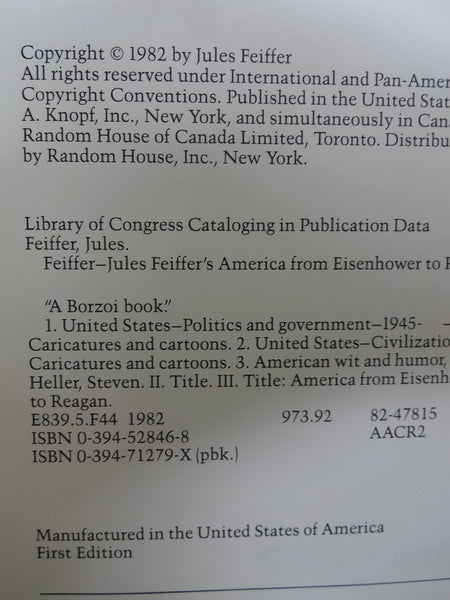 Copyright © 1982 by Jules Feiffer
All rights reserved under International and Pan-Amer
Copyright Conventions. Published in the United Stat
A. Knopf, Inc., New York, and simultaneously in Can
Random House of Canada Limited, Toronto. Distribu
by Random House, Inc., New York.
Library of Congress Cataloging in Publication Data
Feiffer, Jules.
Feiffer—Jules Feiffer's America from Eisenhower to R
"A Borzoi book."
1. United States—Politics and government—1945- —
Caricatures and cartoons. 2. United States—Civilizatio
Caricatures and cartoons. 3. American wit and humor,
Heller, Steven. II. Title. III. Title: America from Eisenh
to Reagan.
E839.5.F44 1982 973.92 82-47815
ISBN 0-394-52846-8 AACR2
ISBN 0-394-71279-X (pbk.)
Manufactured in the United States of America
First Edition